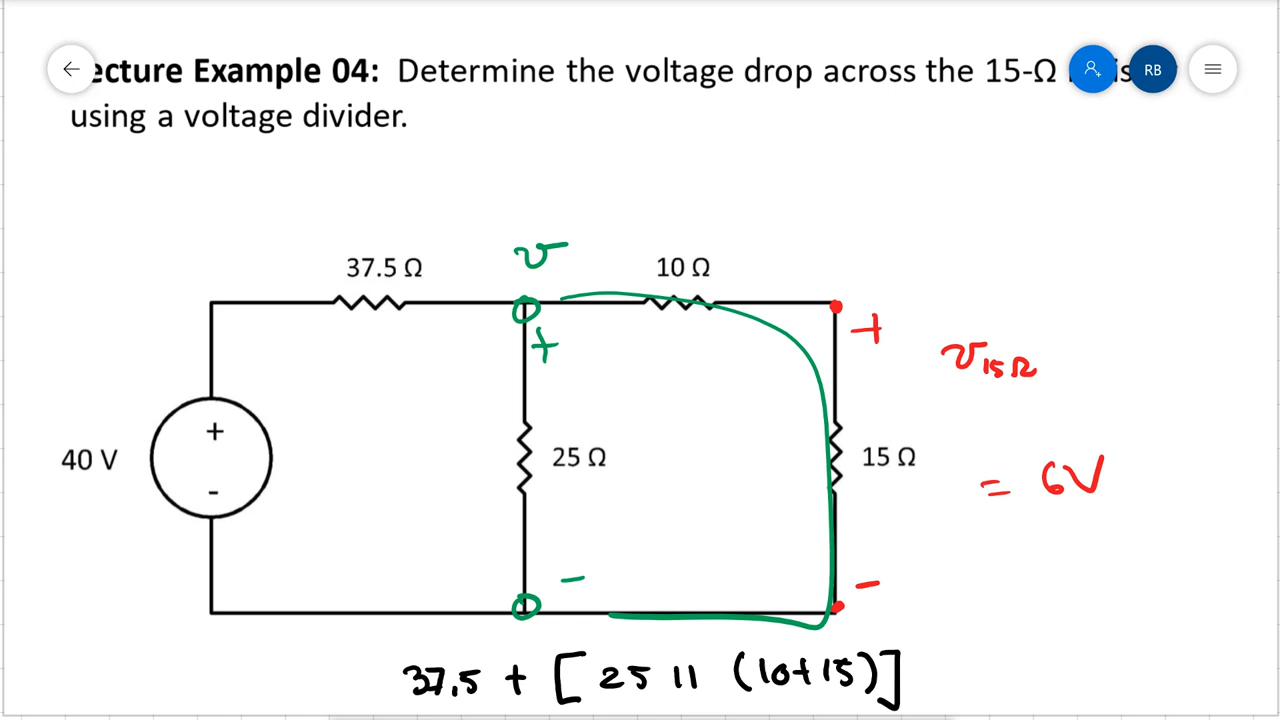 ecture Example 04: Determine the voltage drop across the 15-Ω
RB
using a voltage divider.
v
37.5 Ω
10 Ω
+
+
v15Ω
+
40 V
25 Ω
15 Ω
= 6V
-
-
-
37.5 + [ 25 || (10+15) ]